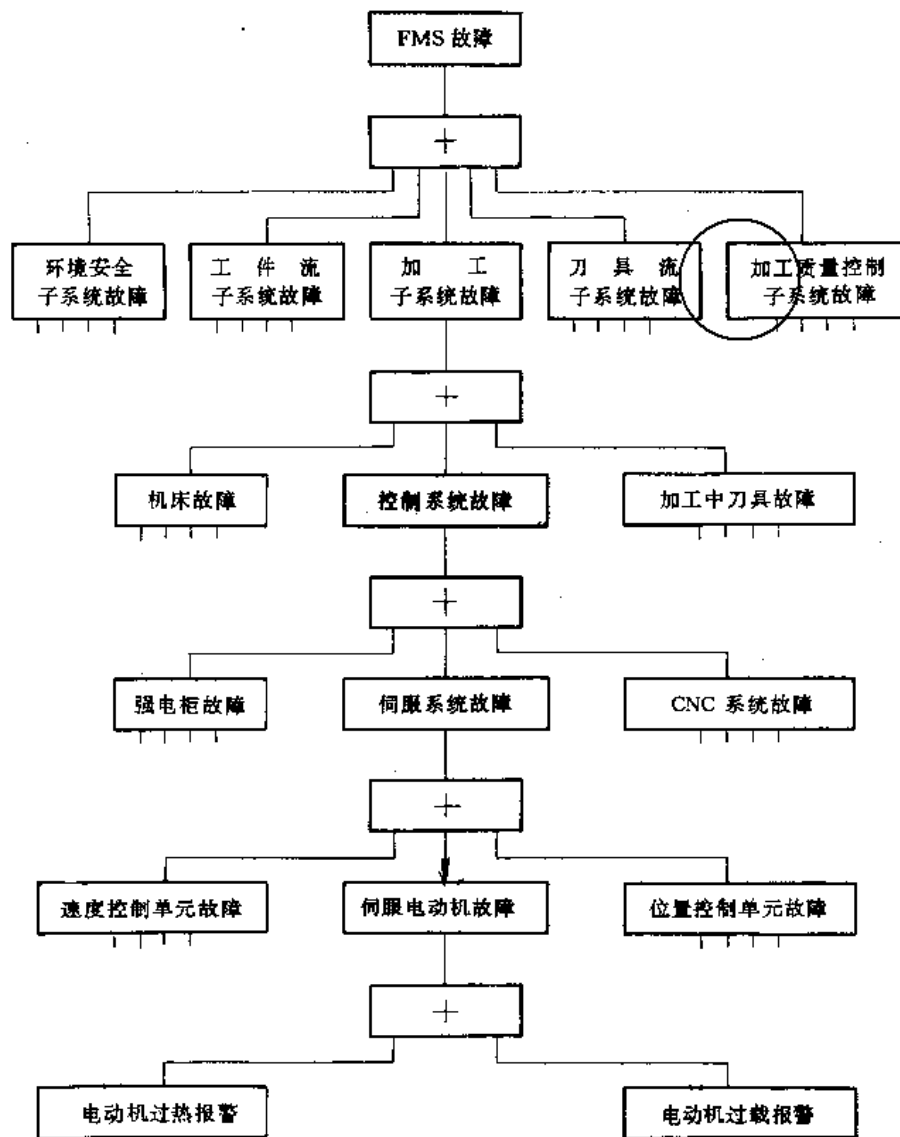 FMS 故障
+
环境安全
子系统故障
工 件 流
子系统故障
加 工
子系统故障
刀 具 流
子系统故障
加工质量控制
子系统故障
+
机床故障
控制系统故障
加工中刀具故障
+
强电柜故障
伺服系统故障
CNC 系统故障
+
速度控制单元故障
伺服电动机故障
位置控制单元故障
+
电动机过热报警
电动机过载报警